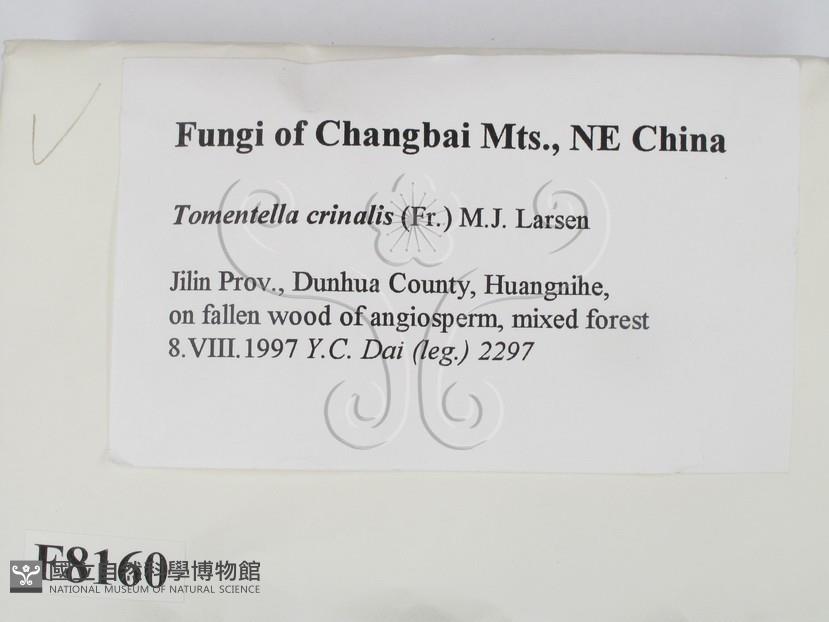 Fungi of Changbai Mts., NE China
Tomentella crinalis (Fr.) M.J. Larsen
Jilin Prov., Dunhua County, Huangnihe,
on fallen wood of angiosperm, mixed forest
8.VIII.1997 Y.C. Dai (leg.) 2297
F8160
國立自然科學博物館
NATIONAL MUSEUM OF NATURAL SCIENCE